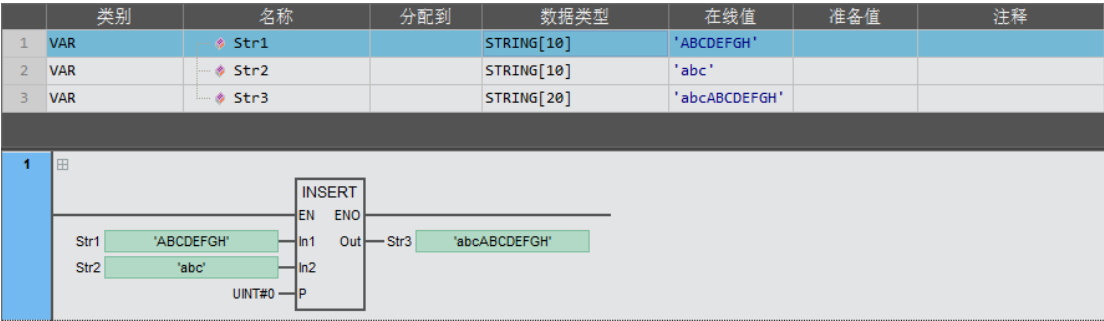 类别 名称 分配到 数据类型 在线值 准备值 注释
1 VAR Str1 STRING[10] 'ABCDEFGH'
2 VAR Str2 STRING[10] 'abc'
3 VAR Str3 STRING[20] 'abcABCDEFGH'
1
INSERT
EN ENO
Str1 'ABCDEFGH' In1 Out Str3 'abcABCDEFGH'
Str2 'abc' In2
UINT#0 P